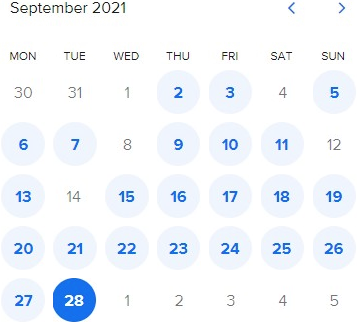 September 2021
MON TUE WED THU FRI SAT SUN
30 31 1 2 3 4 5
6 7 8 9 10 11 12
13 14 15 16 17 18 19
20 21 22 23 24 25 26
27 28 1 2 3 4 5